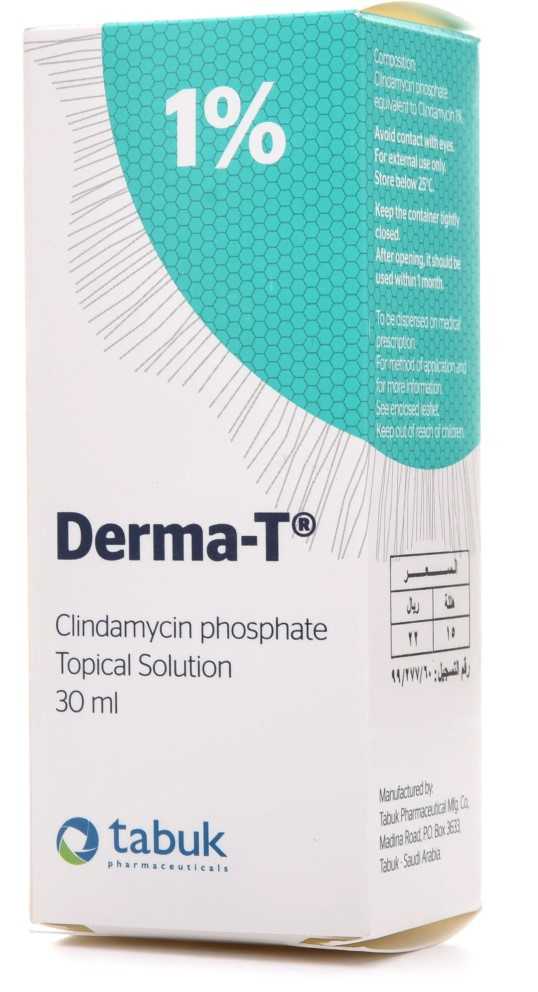 1%
Derma-T®
Clindamycin phosphate
Topical Solution
30 ml
tabuk
pharmaceuticals
Composition:
Clindamycin phosphate
equivalent to Clindamycin 1%.
Avoid contact with eyes.
For external use only.
Store below 25°C.
Keep the container tightly
closed.
After opening, it should be
used within 1 month.
To be dispensed on medical
prescription.
For method of application and
for more information.
See enclosed leaflet.
Keep out of reach of children.
السعر
هللة ريال
١٥ ٢٢
رقم التسجيل: ٩٩/٢٧٧/٦٠
Manufactured by:
Tabuk Pharmaceutical Mfg. Co.,
Madina Road, P.O. Box 3633,
Tabuk - Saudi Arabia.